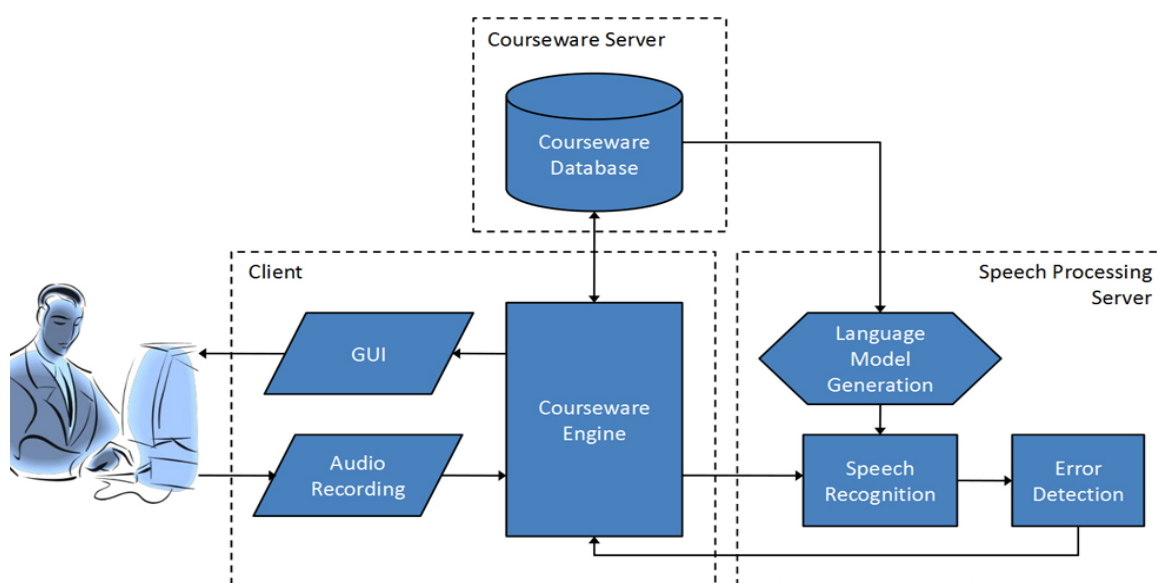 Courseware Server
Courseware
Database
Client
Speech Processing
Server
GUI
Language
Model
Generation
Courseware
Engine
Audio
Recording
Speech
Recognition
Error
Detection